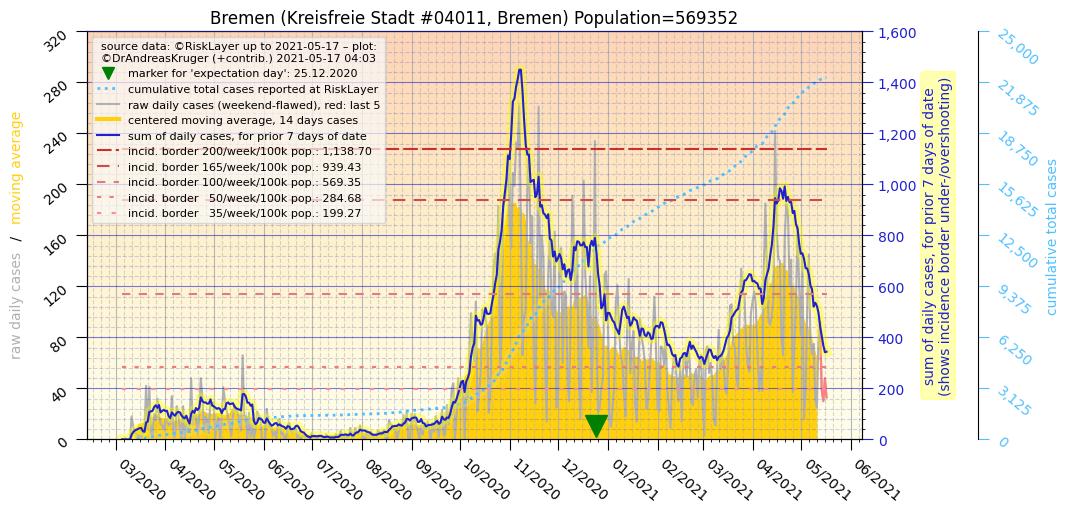 Bremen (Kreisfreie Stadt #04011, Bremen) Population=569352
source data: ©RiskLayer up to 2021-05-17 – plot:
©DrAndreasKruger (+contrib.) 2021-05-17 04:03
marker for 'expectation day': 25.12.2020
cumulative total cases reported at RiskLayer
raw daily cases (weekend-flawed), red: last 5
centered moving average, 14 days cases
sum of daily cases, for prior 7 days of date
incid. border 200/week/100k pop.: 1,138.70
incid. border 165/week/100k pop.: 939.43
incid. border 100/week/100k pop.: 569.35
incid. border   50/week/100k pop.: 284.68
incid. border   35/week/100k pop.: 199.27
raw daily cases  /  moving average
320
280
240
200
160
120
80
40
0
03/2020
04/2020
05/2020
06/2020
07/2020
08/2020
09/2020
10/2020
11/2020
12/2020
01/2021
02/2021
03/2021
04/2021
05/2021
06/2021
1,600
1,400
1,200
1,000
800
600
400
200
0
sum of daily cases, for prior 7 days of date
(shows incidence border under-/overshooting)
25,000
21,875
18,750
15,625
12,500
9,375
6,250
3,125
0
cumulative total cases